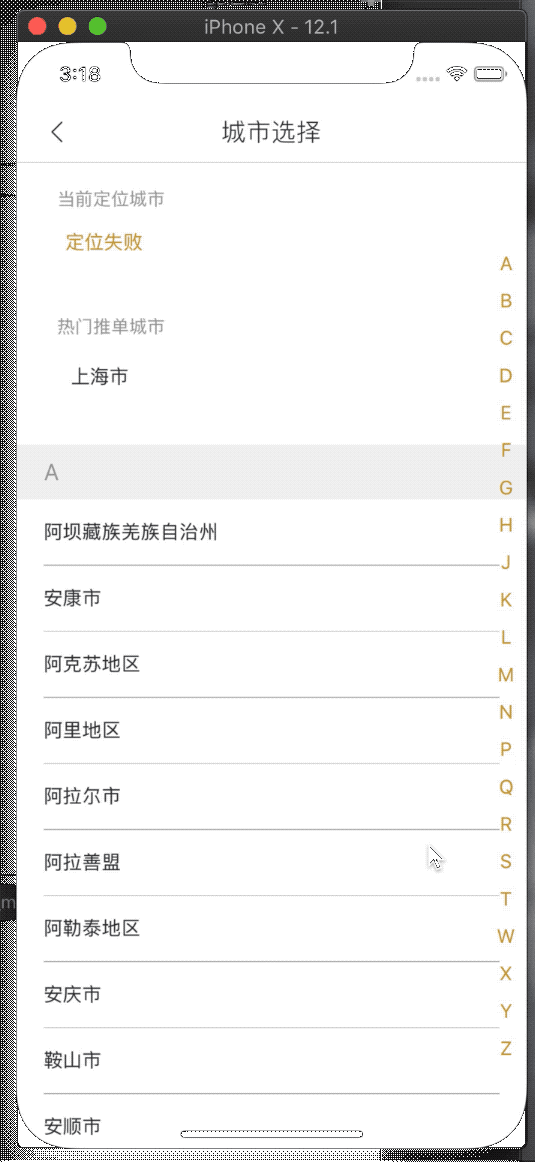 iPhone X - 12.1
3:18
城市选择
当前定位城市
定位失败
热门推单城市
上海市
A
阿坝藏族羌族自治州
安康市
阿克苏地区
阿里地区
阿拉尔市
阿拉善盟
阿勒泰地区
安庆市
鞍山市
安顺市
A
B
C
D
E
F
G
H
J
K
L
M
N
P
Q
R
S
T
W
X
Y
Z
m